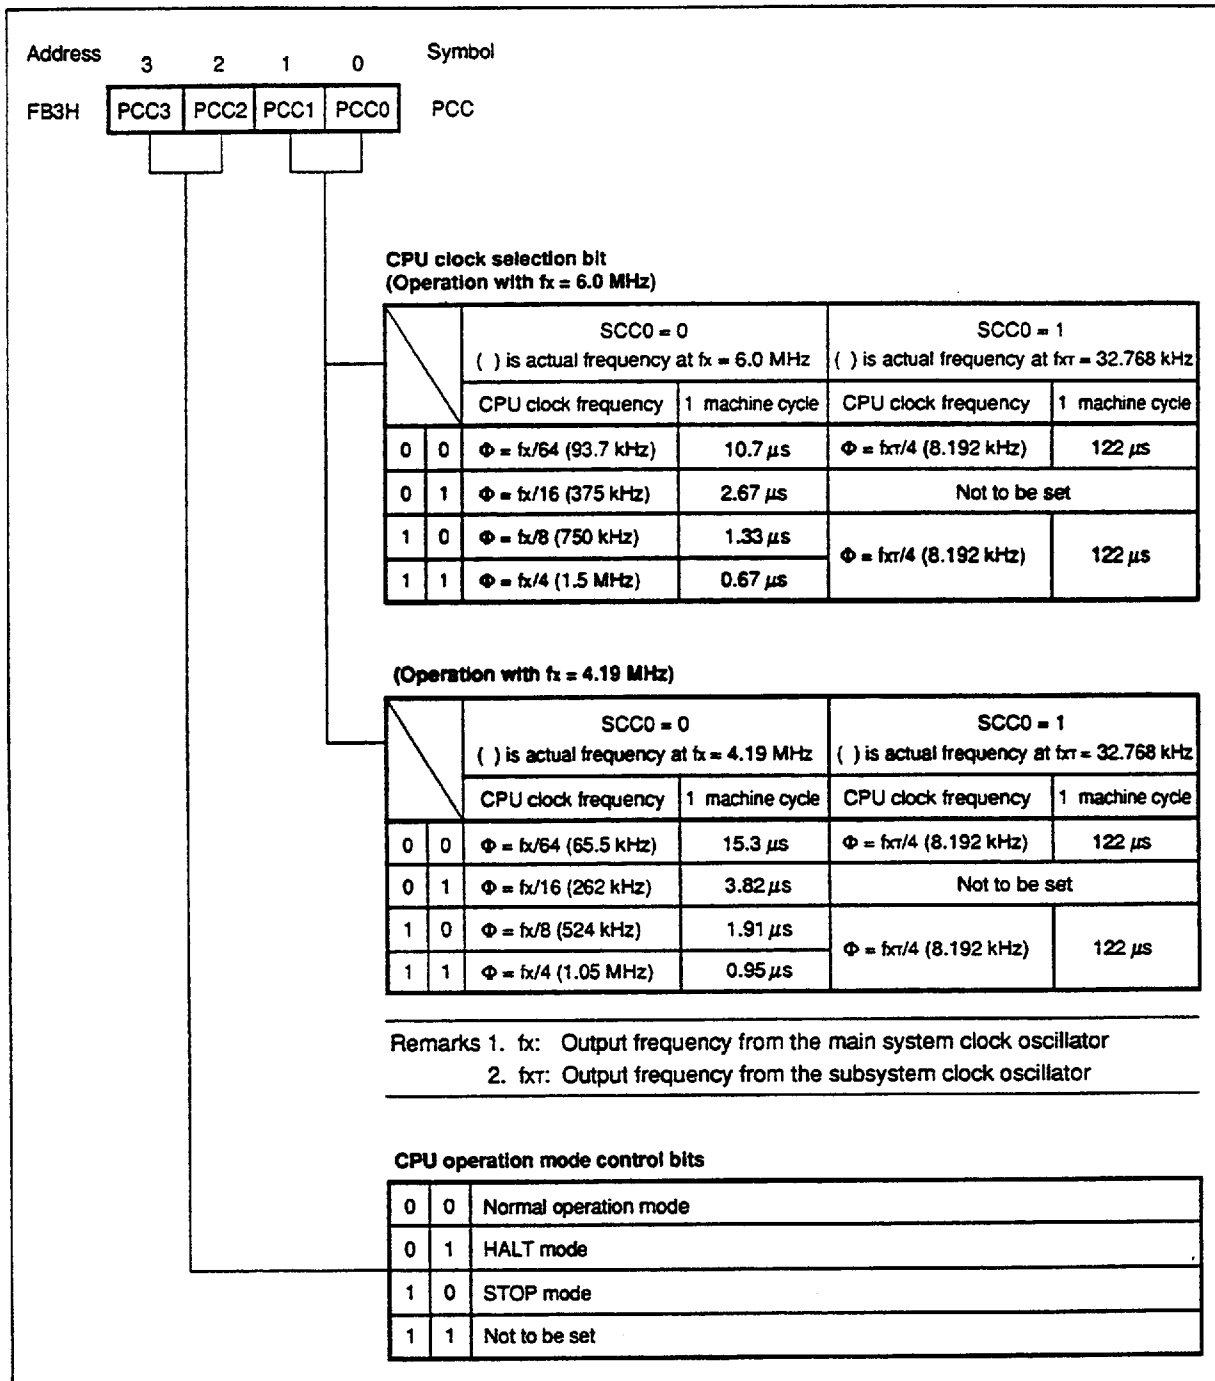 Address 3 2 1 0 Symbol
FB3H PCC3 PCC2 PCC1 PCC0 PCC
CPU clock selection bit
(Operation with fx = 6.0 MHz)
SCC0 = 0 SCC0 = 1
( ) is actual frequency at fx = 6.0 MHz ( ) is actual frequency at fxT = 32.768 kHz
CPU clock frequency 1 machine cycle CPU clock frequency 1 machine cycle
0 0 Φ = fx/64 (93.7 kHz) 10.7 μs Φ = fxT/4 (8.192 kHz) 122 μs
0 1 Φ = fx/16 (375 kHz) 2.67 μs Not to be set
1 0 Φ = fx/8 (750 kHz) 1.33 μs
Φ = fxT/4 (8.192 kHz) 122 μs
1 1 Φ = fx/4 (1.5 MHz) 0.67 μs
(Operation with fx = 4.19 MHz)
SCC0 = 0 SCC0 = 1
( ) is actual frequency at fx = 4.19 MHz ( ) is actual frequency at fxT = 32.768 kHz
CPU clock frequency 1 machine cycle CPU clock frequency 1 machine cycle
0 0 Φ = fx/64 (65.5 kHz) 15.3 μs Φ = fxT/4 (8.192 kHz) 122 μs
0 1 Φ = fx/16 (262 kHz) 3.82 μs Not to be set
1 0 Φ = fx/8 (524 kHz) 1.91 μs
Φ = fxT/4 (8.192 kHz) 122 μs
1 1 Φ = fx/4 (1.05 MHz) 0.95 μs
Remarks 1. fx: Output frequency from the main system clock oscillator
2. fxT: Output frequency from the subsystem clock oscillator
CPU operation mode control bits
0 0 Normal operation mode
0 1 HALT mode
1 0 STOP mode
1 1 Not to be set